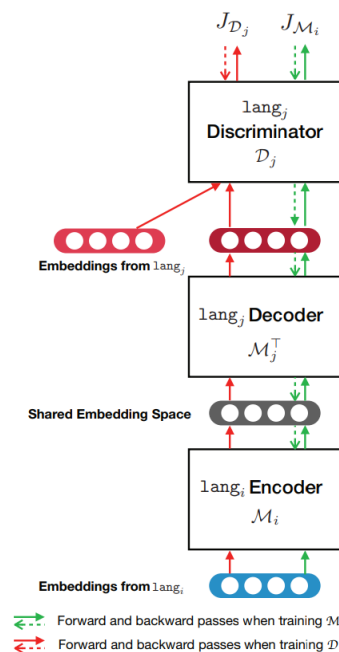 J_{𝒟_j} J_{ℳ_i}
lang_j
Discriminator
𝒟_j
Embeddings from lang_j
lang_j Decoder
ℳ_j^⊤
Shared Embedding Space
lang_i Encoder
ℳ_i
Embeddings from lang_i
Forward and backward passes when training ℳ
Forward and backward passes when training 𝒟